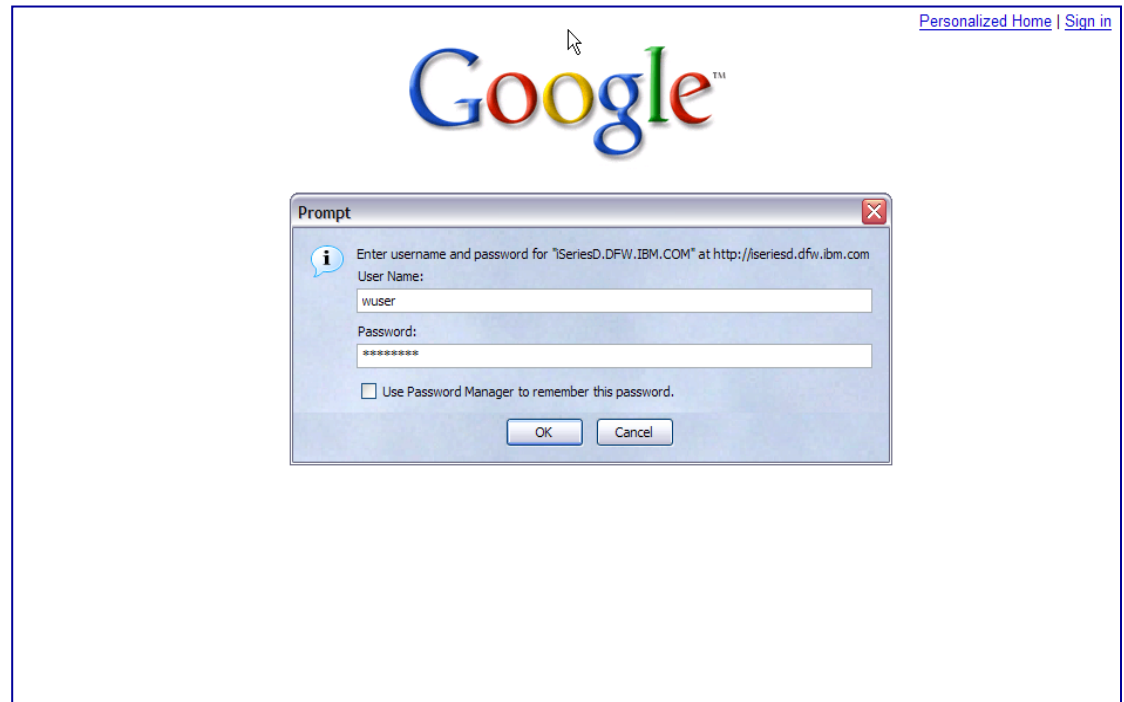 Personalized Home | Sign in
Google™
Prompt
Enter username and password for "iSeriesD.DFW.IBM.COM" at http://iseriesd.dfw.ibm.com
User Name:
wuser
Password:
********
Use Password Manager to remember this password.
OK Cancel